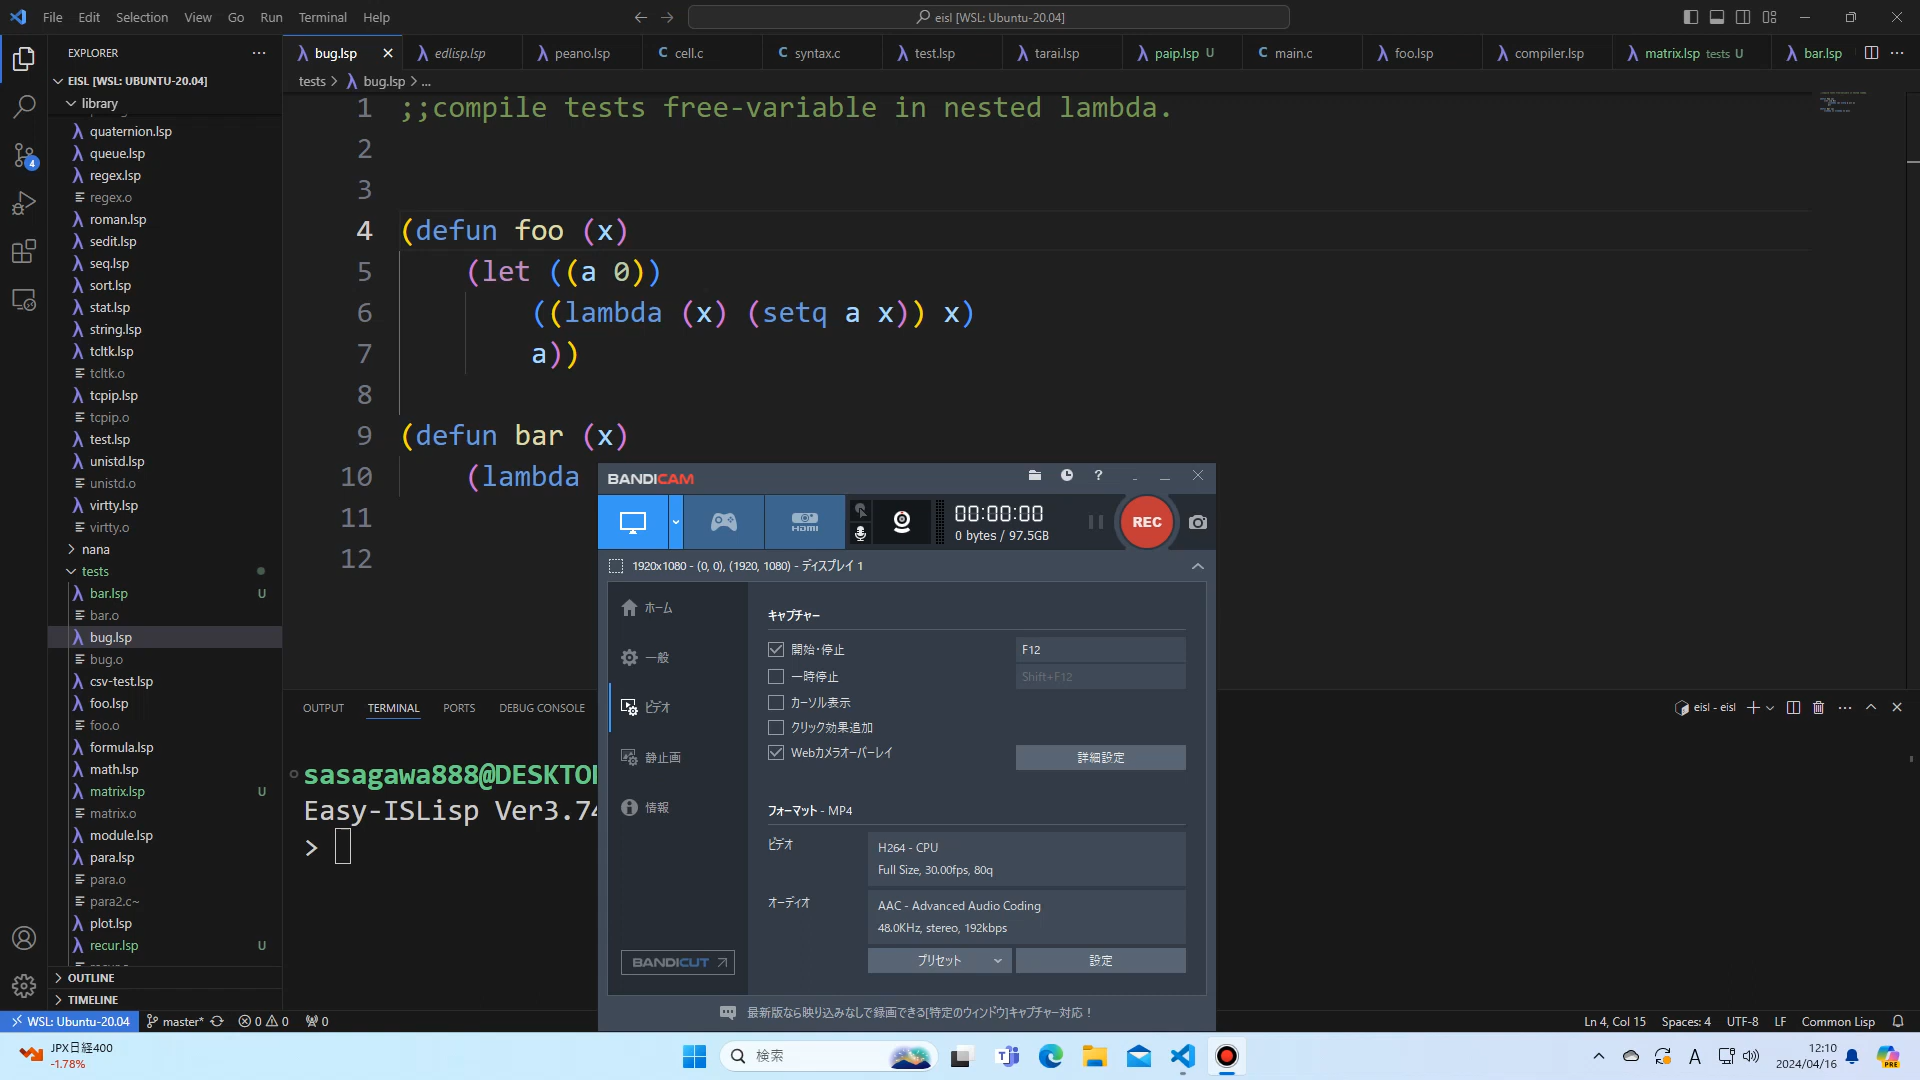 File Edit Selection View Go Run Terminal Help
eisl [WSL: Ubuntu-20.04]
EXPLORER
bug.lsp
edlisp.lsp
peano.lsp
C cell.c
C syntax.c
test.lsp
tarai.lsp
paip.lsp U
C main.c
foo.lsp
compiler.lsp
matrix.lsp tests U
bar.lsp
tests > bug.lsp > ...
EISL [WSL: UBUNTU-20.04]
library
quaternion.lsp
queue.lsp
regex.lsp
regex.o
roman.lsp
sedit.lsp
seq.lsp
sort.lsp
stat.lsp
string.lsp
tcltk.lsp
tcltk.o
tcpip.lsp
tcpip.o
test.lsp
unistd.lsp
unistd.o
virtty.lsp
virtty.o
nana
tests
bar.lsp U
bar.o
bug.lsp
bug.o
csv-test.lsp
foo.lsp
foo.o
formula.lsp
math.lsp
matrix.lsp U
matrix.o
module.lsp
para.lsp
para.o
para2.c~
plot.lsp
recur.lsp U
OUTLINE
TIMELINE
4
1 ;;compile tests free-variable in nested lambda.
2
3
4 (defun foo (x)
5 (let ((a 0))
6 ((lambda (x) (setq a x)) x)
7 a))
8
9 (defun bar (x)
10 (lambda
11
12
OUTPUT TERMINAL PORTS DEBUG CONSOLE
eisl - eisl
sasagawa888@DESKTO
Easy-ISLisp Ver3.74
>
BANDICAM
?
HDMI
00:00:00
0 bytes / 97.5GB
REC
1920x1080 - (0, 0), (1920, 1080) - ディスプレイ 1
ホーム
一般
ビデオ
静止画
情報
BANDICUT
キャプチャー
開始・停止 F12
一時停止 Shift+F12
カーソル表示
クリック効果追加
Webカメラオーバーレイ
詳細設定
フォーマット - MP4
ビデオ
H264 - CPU
Full Size, 30.00fps, 80q
オーディオ
AAC - Advanced Audio Coding
48.0KHz, stereo, 192kbps
プリセット
設定
最新版なら映り込みなしで録画できる[特定のウィンドウ]キャプチャー対応！
WSL: Ubuntu-20.04 master* 0 0 0
Ln 4, Col 15 Spaces: 4 UTF-8 LF Common Lisp
JPX日経400
-1.78%
検索
A
12:10
2024/04/16
PRE